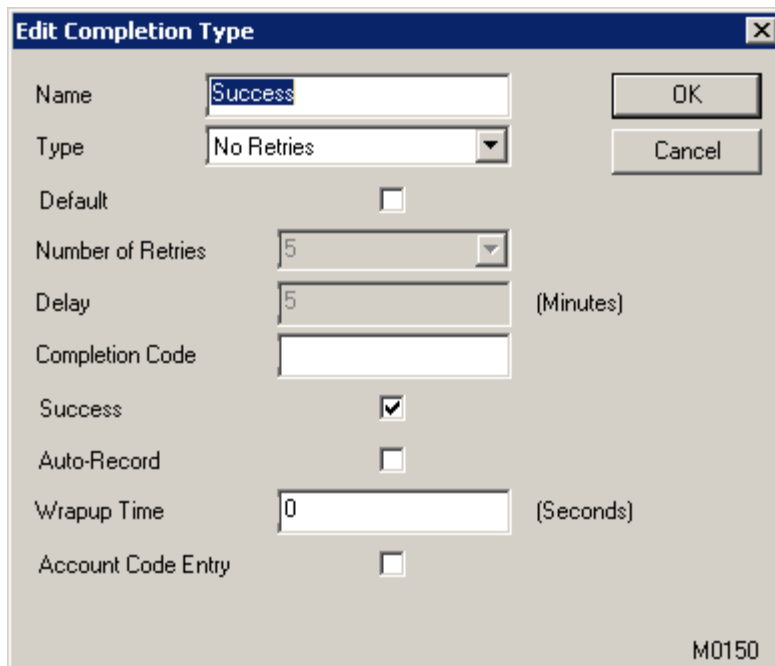 Edit Completion Type
Name Success OK
Type No Retries Cancel
Default
Number of Retries 5
Delay 5 (Minutes)
Completion Code
Success
Auto-Record
Wrapup Time 0 (Seconds)
Account Code Entry
M0150